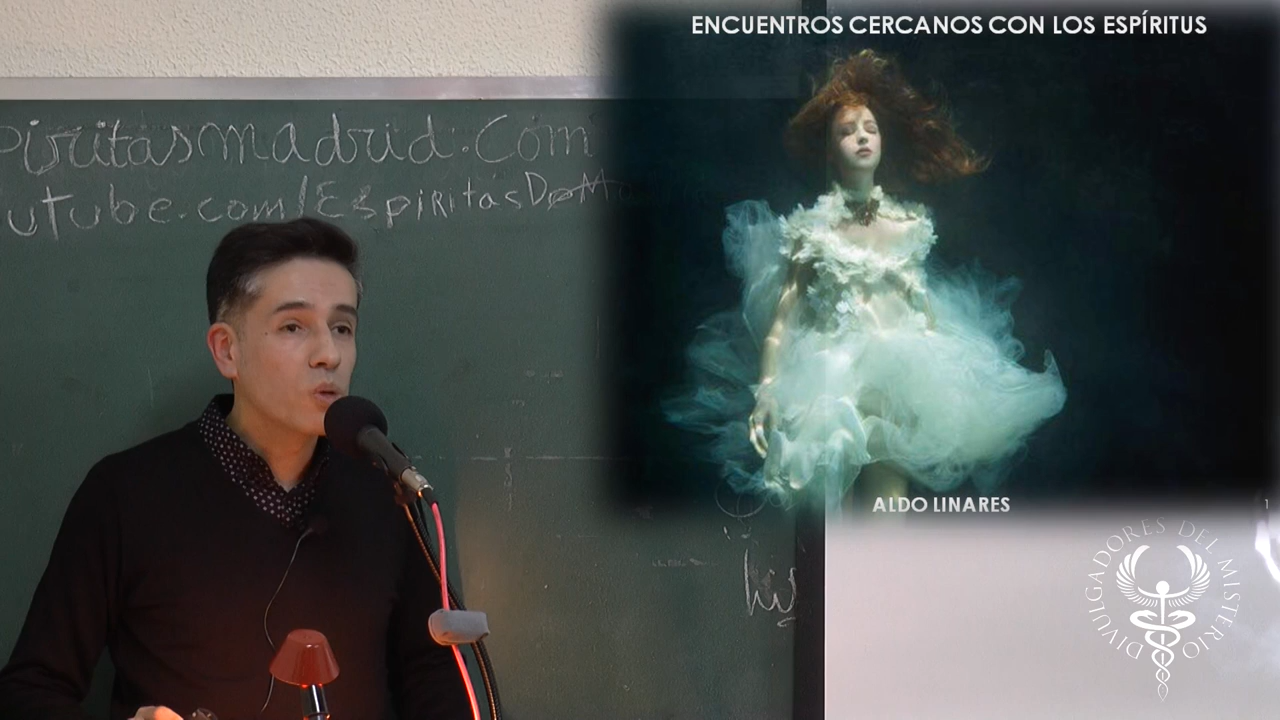 ENCUENTROS CERCANOS CON LOS ESPÍRITUS
piritasmadrid.Com
utube.com/EspiRitasDeMa
ALDO LINARES
DIVULGADORES DEL MISTERIO